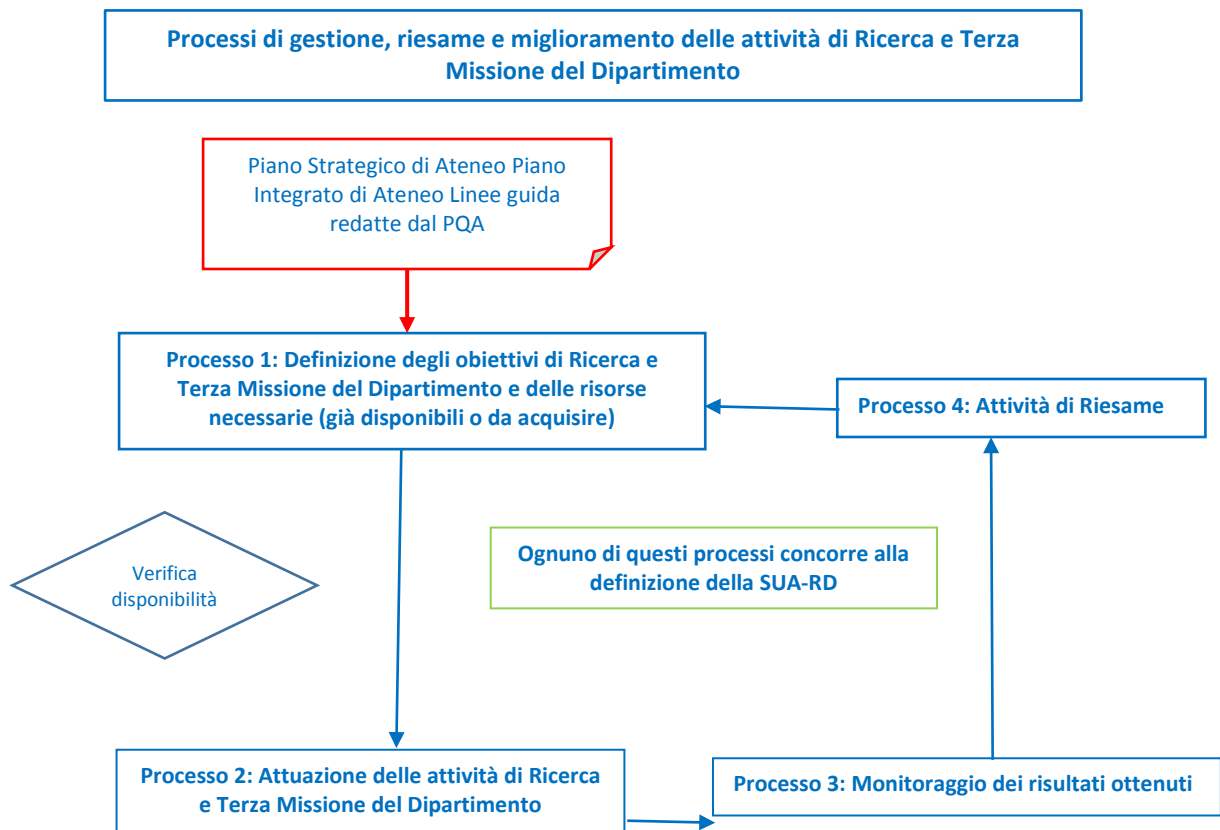 Processi di gestione, riesame e miglioramento delle attività di Ricerca e Terza
Missione del Dipartimento
Piano Strategico di Ateneo Piano
Integrato di Ateneo Linee guida
redatte dal PQA
Processo 1: Definizione degli obiettivi di Ricerca e
Terza Missione del Dipartimento e delle risorse
necessarie (già disponibili o da acquisire)
Processo 4: Attività di Riesame
Verifica
disponibilità
Ognuno di questi processi concorre alla
definizione della SUA-RD
Processo 2: Attuazione delle attività di Ricerca
e Terza Missione del Dipartimento
Processo 3: Monitoraggio dei risultati ottenuti